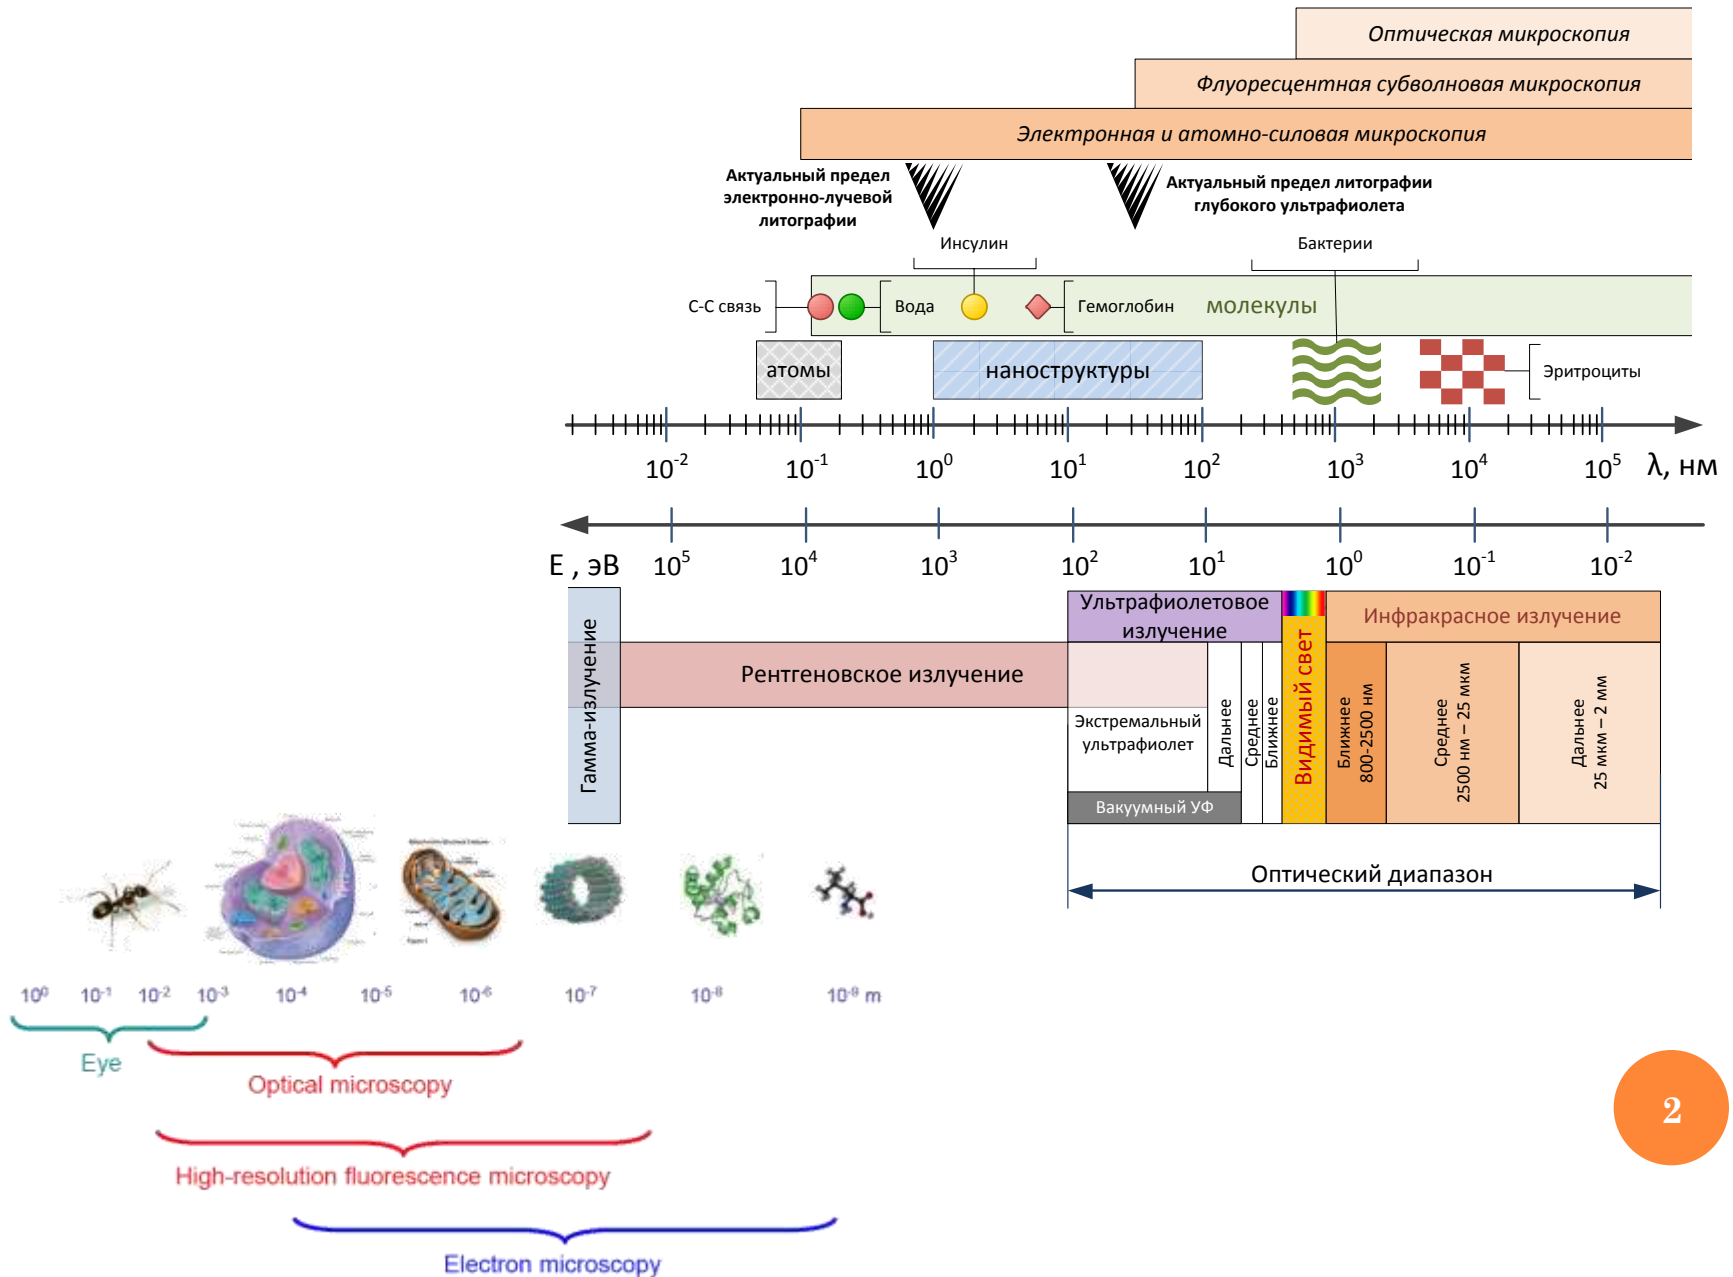 Оптическая микроскопия
Флуоресцентная субволновая микроскопия
Электронная и атомно-силовая микроскопия
Актуальный предел
электронно-лучевой
литографии
Актуальный предел литографии
глубокого ультрафиолета
Инсулин
Бактерии
С-С связь
Вода
Гемоглобин
молекулы
атомы
наноструктуры
Эритроциты
10⁻² 10⁻¹ 10⁰ 10¹ 10² 10³ 10⁴ 10⁵ λ, нм
Е , эВ 10⁵ 10⁴ 10³ 10² 10¹ 10⁰ 10⁻¹ 10⁻²
Гамма-излучение
Рентгеновское излучение
Ультрафиолетовое
излучение
Видимый свет
Инфракрасное излучение
Экстремальный
ультрафиолет
Дальнее
Среднее
Ближнее
Вакуумный УФ
Ближнее
800-2500 нм
Среднее
2500 нм – 25 мкм
Дальнее
25 мкм – 2 мм
Оптический диапазон
10⁰ 10⁻¹ 10⁻² 10⁻³ 10⁻⁴ 10⁻⁵ 10⁻⁶ 10⁻⁷ 10⁻⁸ 10⁻⁹ m
Eye
Optical microscopy
High-resolution fluorescence microscopy
Electron microscopy
2